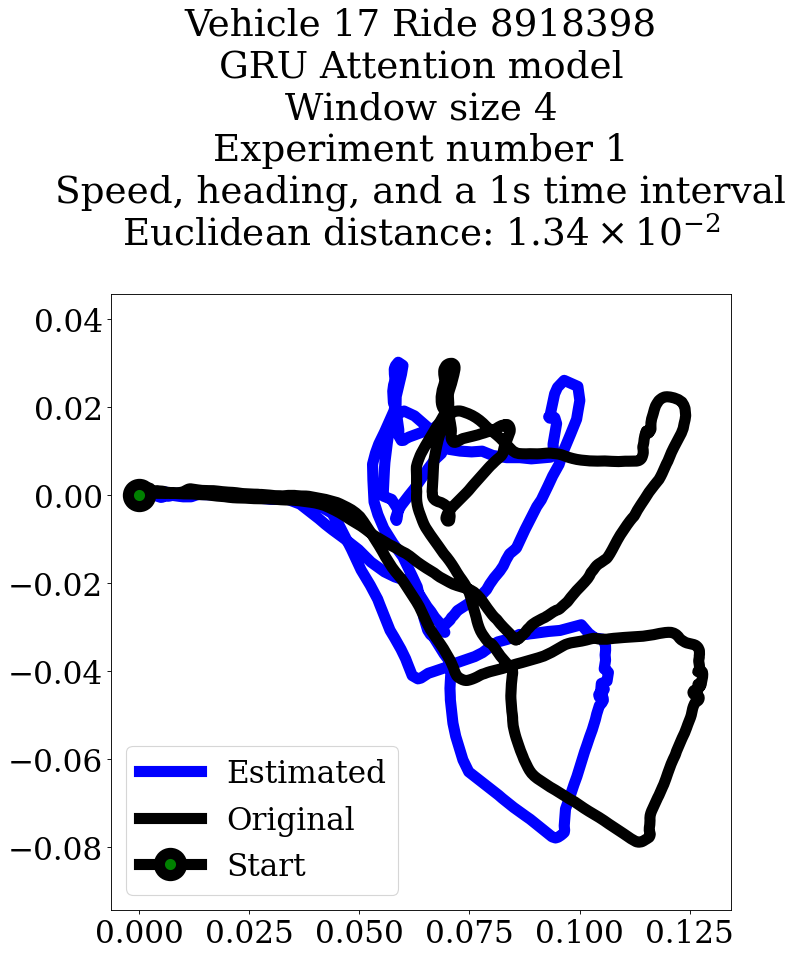 Vehicle 17 Ride 8918398
GRU Attention model
Window size 4
Experiment number 1
Speed, heading, and a 1s time interval
Euclidean distance: 1.34 × 10⁻²
0.04
0.02
0.00
−0.02
−0.04
−0.06
−0.08
Estimated
Original
Start
0.000 0.025 0.050 0.075 0.100 0.125